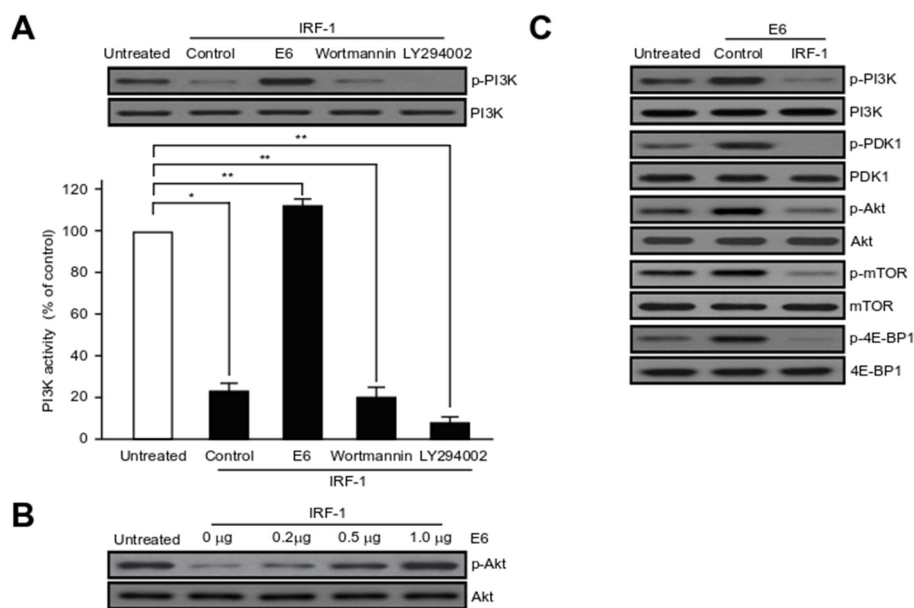 A
IRF-1
Untreated Control E6 Wortmannin LY294002
p-PI3K
PI3K
**
**
**
*
PI3K activity (% of control)
120
100
80
60
40
20
0
Untreated Control E6 Wortmannin LY294002
IRF-1
B
IRF-1
Untreated 0 µg 0.2µg 0.5 µg 1.0 µg E6
p-Akt
Akt
C
E6
Untreated Control IRF-1
p-PI3K
PI3K
p-PDK1
PDK1
p-Akt
Akt
p-mTOR
mTOR
p-4E-BP1
4E-BP1